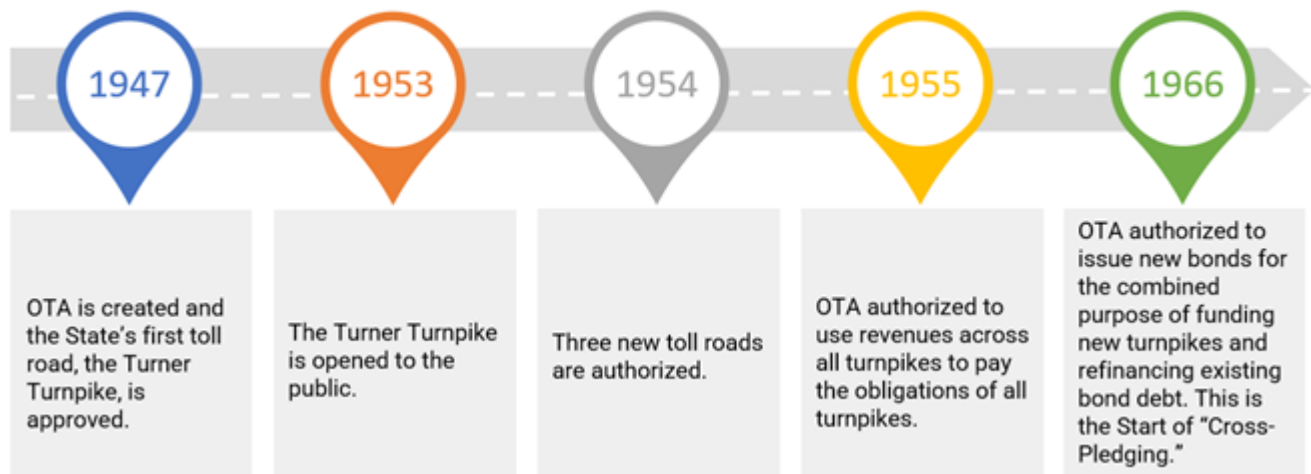 1947
1953
1954
1955
1966
OTA is created and
the State’s first toll
road, the Turner
Turnpike, is
approved.
The Turner Turnpike
is opened to the
public.
Three new toll roads
are authorized.
OTA authorized to
use revenues across
all turnpikes to pay
the obligations of all
turnpikes.
OTA authorized to
issue new bonds for
the combined
purpose of funding
new turnpikes and
refinancing existing
bond debt. This is
the Start of “Cross-
Pledging.”